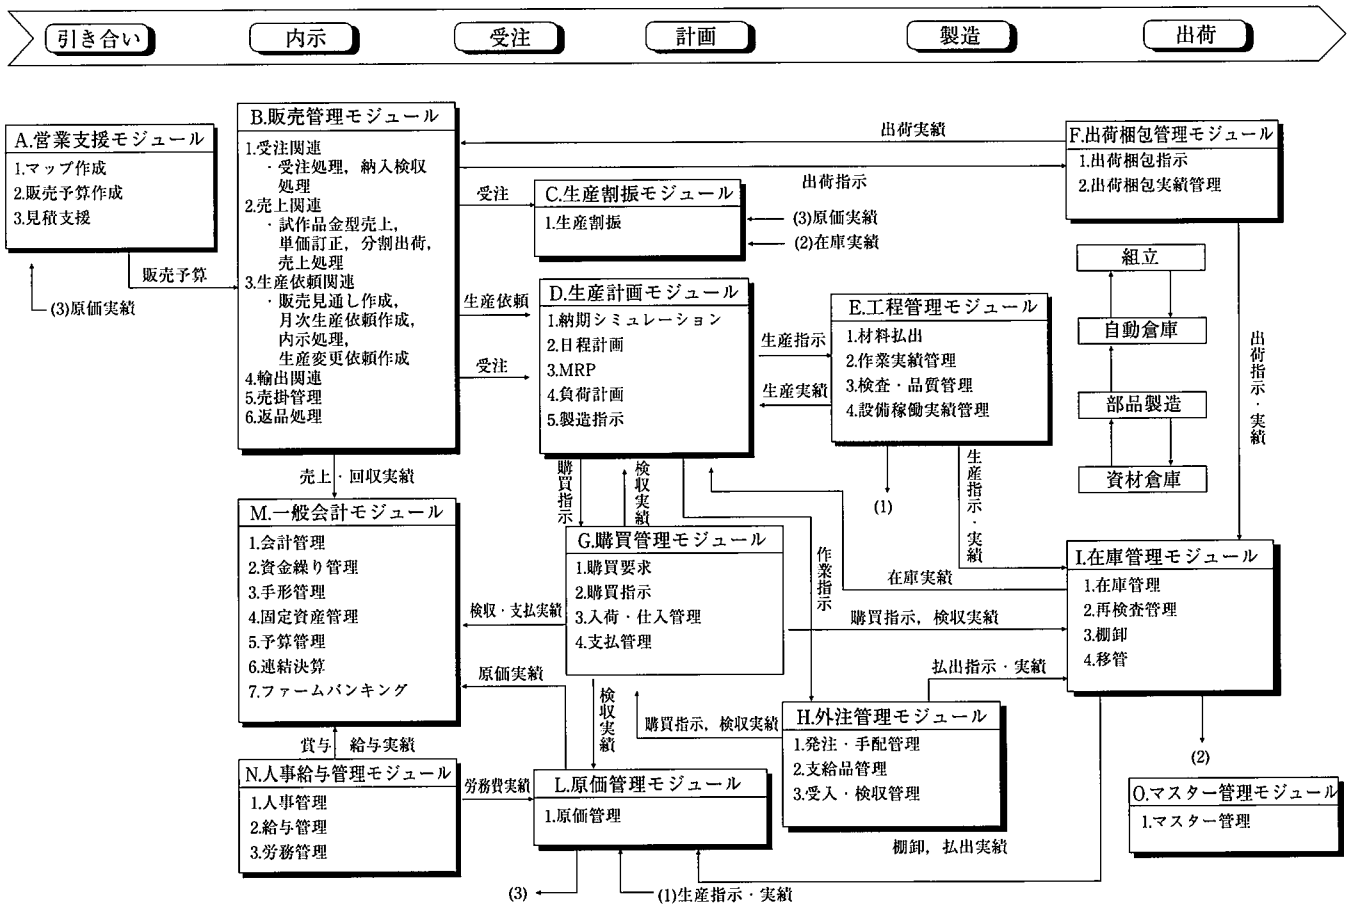 引き合い
内示
受注
計画
製造
出荷
A.営業支援モジュール
1.マップ作成
2.販売予算作成
3.見積支援
販売予算
(3)原価実績
B.販売管理モジュール
1.受注関連
・受注処理，納入検収
処理
2.売上関連
・試作品金型売上，
単価訂正，分割出荷，
売上処理
3.生産依頼関連
・販売見通し作成，
月次生産依頼作成，
内示処理，
生産変更依頼作成
4.輸出関連
5.売掛管理
6.返品処理
出荷実績
出荷指示
受注
生産依頼
受注
C.生産割振モジュール
1.生産割振
(3)原価実績
(2)在庫実績
D.生産計画モジュール
1.納期シミュレーション
2.日程計画
3.MRP
4.負荷計画
5.製造指示
生産指示
生産実績
E.工程管理モジュール
1.材料払出
2.作業実績管理
3.検査・品質管理
4.設備稼働実績管理
F.出荷梱包管理モジュール
1.出荷梱包指示
2.出荷梱包実績管理
組立
自動倉庫
部品製造
資材倉庫
出荷指示・実績
売上・回収実績
購買指示
検収実績
(1)
生産指示・実績
作業指示
在庫実績
M.一般会計モジュール
1.会計管理
2.資金繰り管理
3.手形管理
4.固定資産管理
5.予算管理
6.連結決算
7.ファームバンキング
検収・支払実績
原価実績
G.購買管理モジュール
1.購買要求
2.購買指示
3.入荷・仕入管理
4.支払管理
購買指示，検収実績
I.在庫管理モジュール
1.在庫管理
2.再検査管理
3.棚卸
4.移管
払出指示・実績
検収実績
購買指示，検収実績
H.外注管理モジュール
1.発注・手配管理
2.支給品管理
3.受入・検収管理
(2)
賞与
給与実績
N.人事給与管理モジュール
1.人事管理
2.給与管理
3.労務管理
労務費実績
L.原価管理モジュール
1.原価管理
O.マスター管理モジュール
1.マスター管理
棚卸，払出実績
(3)
(1)生産指示・実績